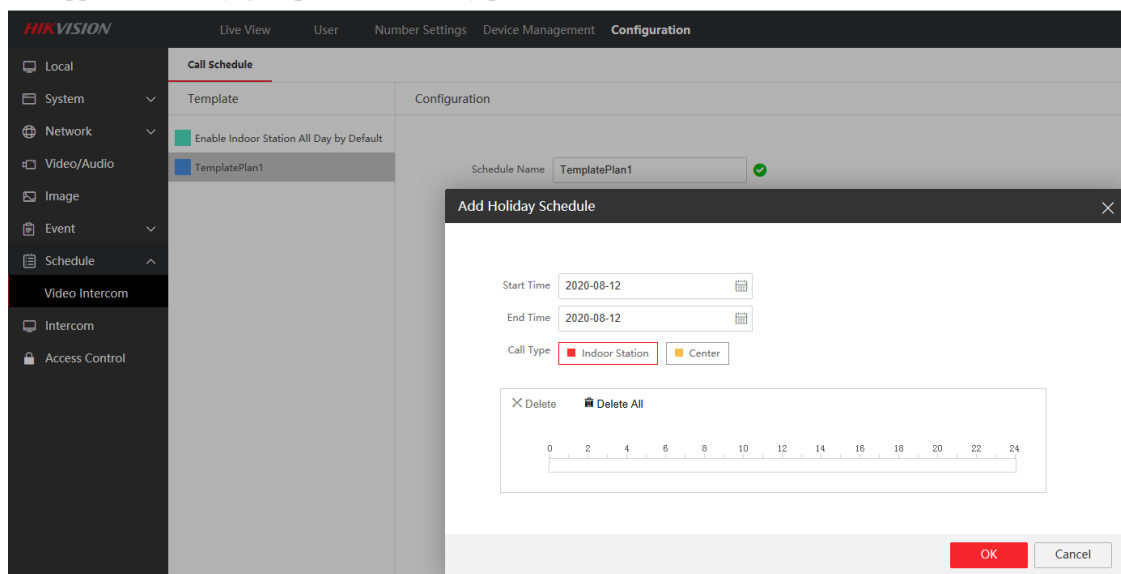 HIKVISION Live View User Number Settings Device Management Configuration
Local
System
Network
Video/Audio
Image
Event
Schedule
Video Intercom
Intercom
Access Control
Call Schedule
Template
Enable Indoor Station All Day by Default
TemplatePlan1
Configuration
Schedule Name TemplatePlan1
Add Holiday Schedule
Start Time 2020-08-12
End Time 2020-08-12
Call Type Indoor Station Center
Delete Delete All
0 2 4 6 8 10 12 14 16 18 20 22 24
OK Cancel